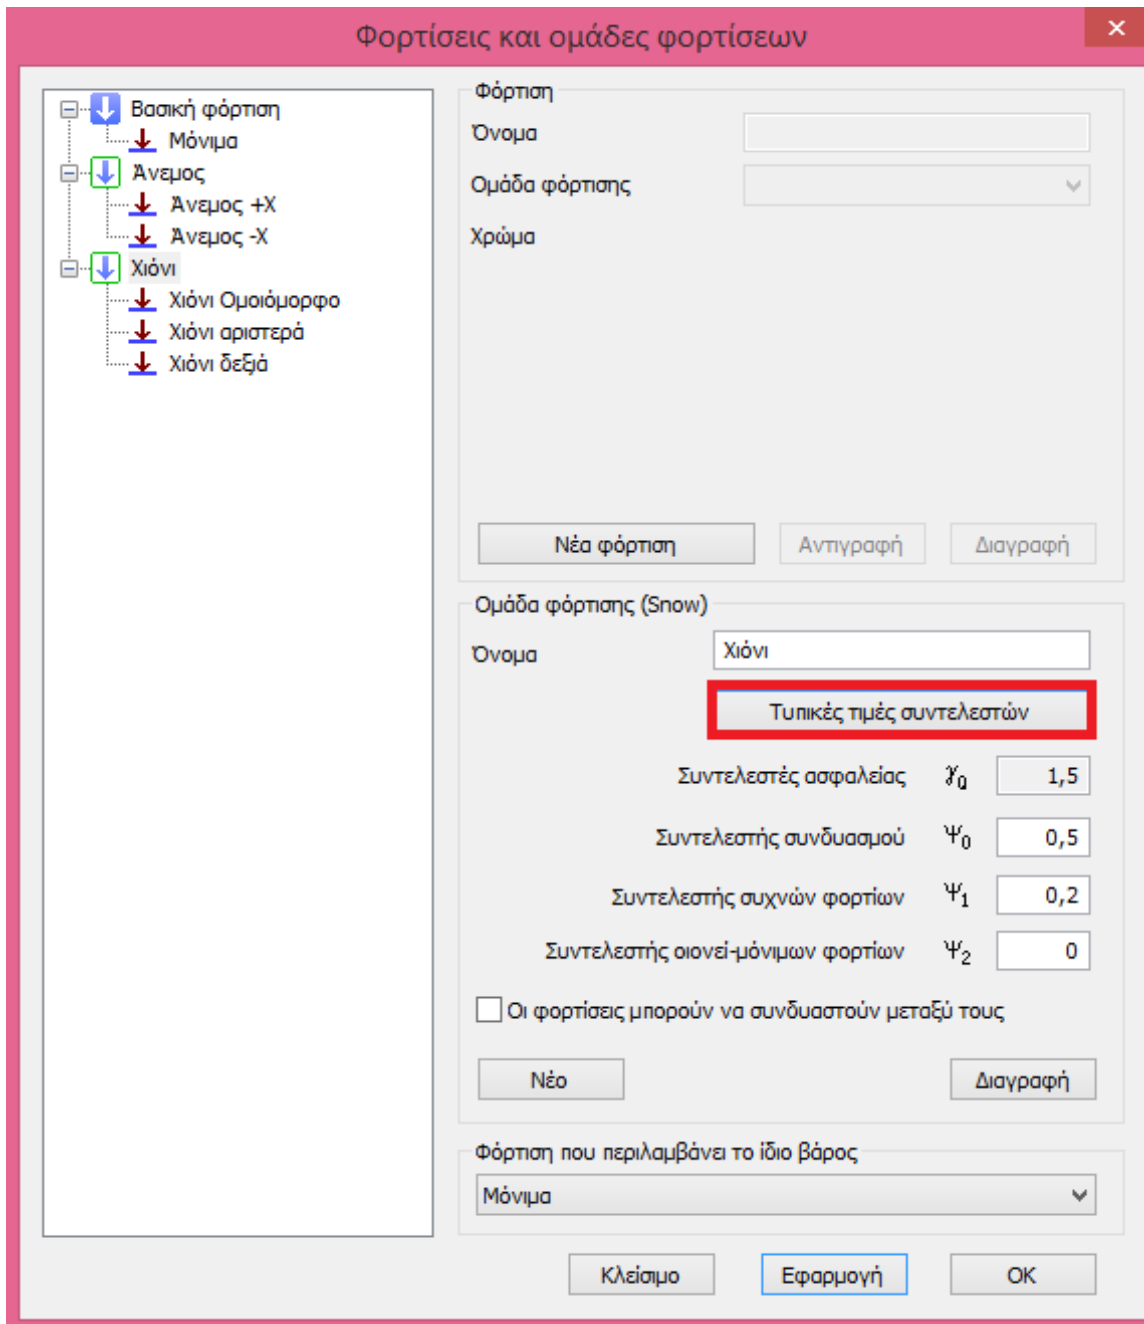 Φορτίσεις και ομάδες φορτίσεων
Βασική φόρτιση
Μόνιμα
Άνεμος
Άνεμος +X
Άνεμος -X
Χιόνι
Χιόνι Ομοιόμορφο
Χιόνι αριστερά
Χιόνι δεξιά
Φόρτιση
Όνομα
Ομάδα φόρτισης
Χρώμα
Νέα φόρτιση Αντιγραφή Διαγραφή
Ομάδα φόρτισης (Snow)
Όνομα Χιόνι
Τυπικές τιμές συντελεστών
Συντελεστές ασφαλείας γQ 1,5
Συντελεστής συνδυασμού Ψ0 0,5
Συντελεστής συχνών φορτίων Ψ1 0,2
Συντελεστής οιονεί-μόνιμων φορτίων Ψ2 0
Οι φορτίσεις μπορούν να συνδυαστούν μεταξύ τους
Νέο Διαγραφή
Φόρτιση που περιλαμβάνει το ίδιο βάρος
Μόνιμα
Κλείσιμο Εφαρμογή OK